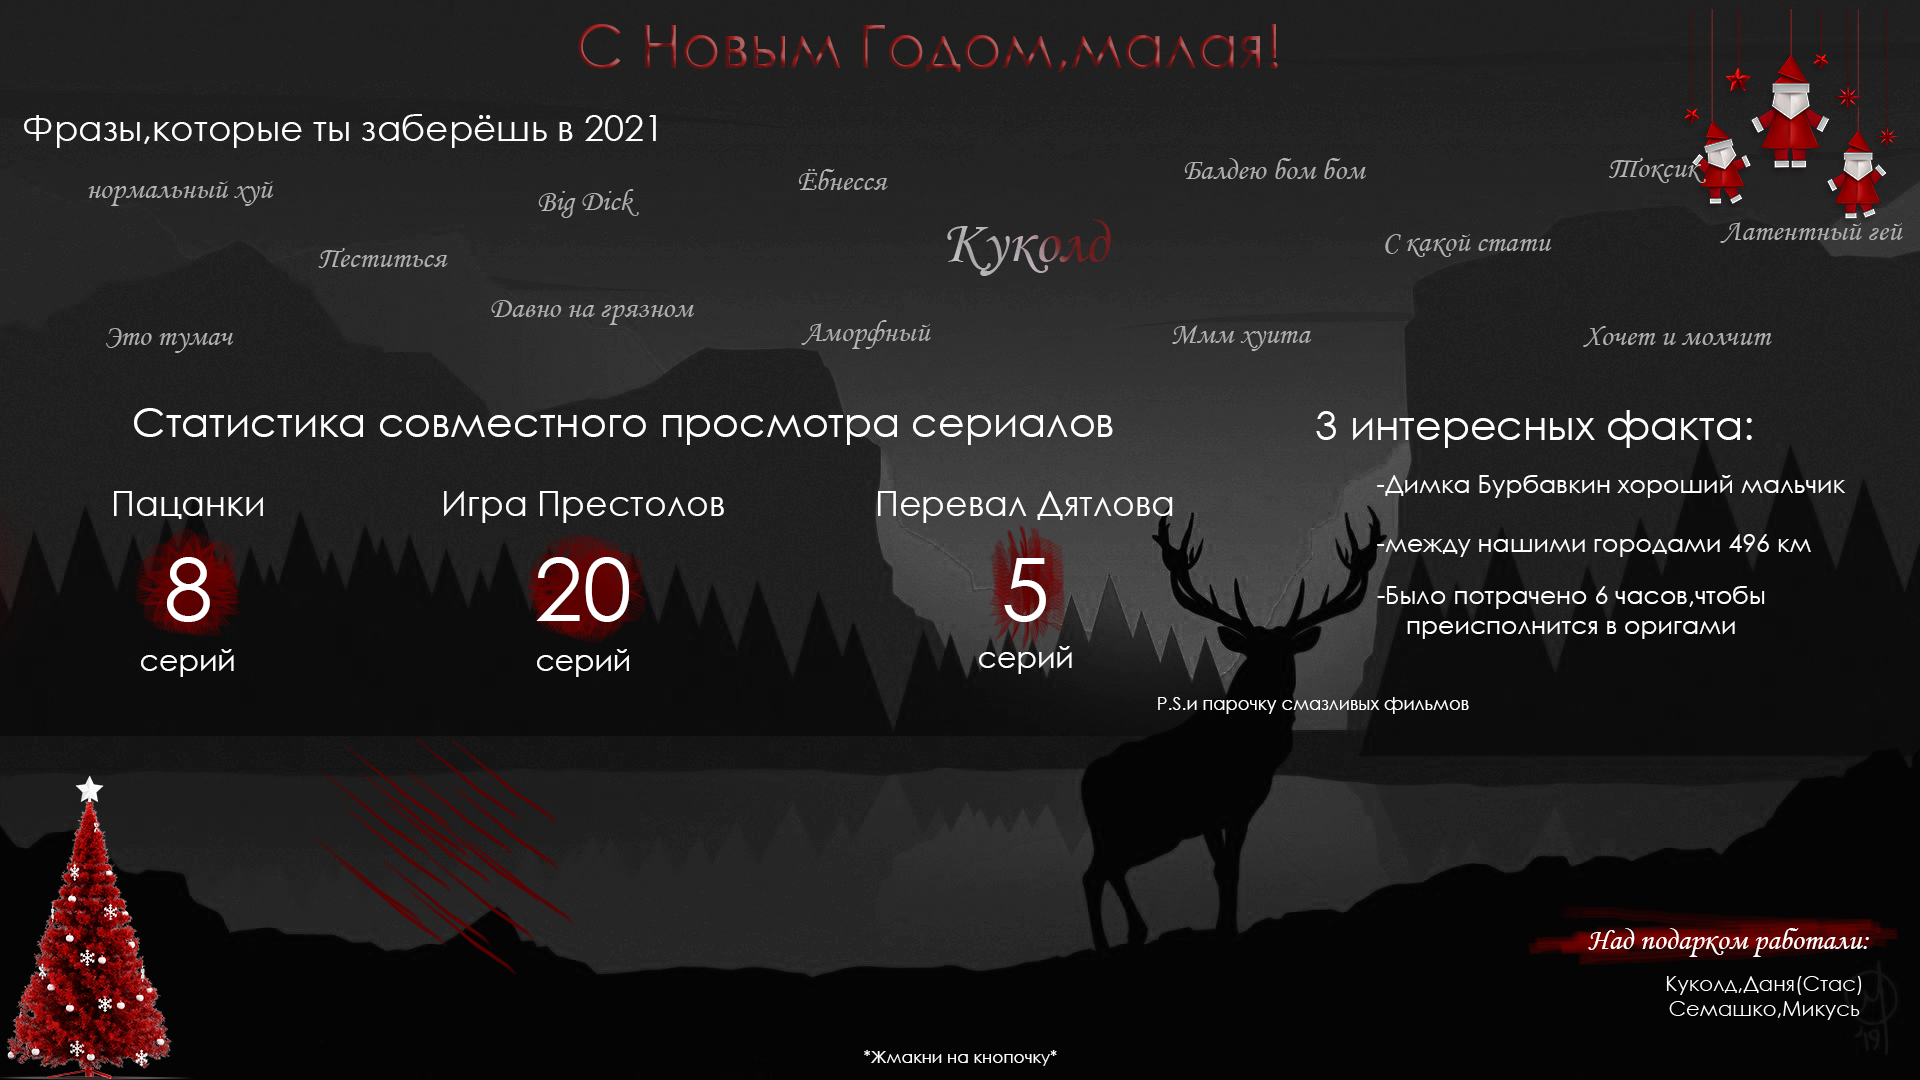 С Новым Годом,малая!
Фразы,которые ты заберёшь в 2021
нормальный хуй
Big Dick
Ёбнесся
Балдею бом бом
Токсик
Пеститься
Куколд
С какой стати
Латентный гей
Это тумач
Давно на грязном
Аморфный
Ммм хуита
Хочет и молчит
Статистика совместного просмотра сериалов
Пацанки
8
серий
Игра Престолов
20
серий
Перевал Дятлова
5
серий
P.S.и парочку смазливых фильмов
3 интересных факта:
-Димка Бурбавкин хороший мальчик
-между нашими городами 496 км
-Было потрачено 6 часов,чтобы
преисполнится в оригами
Над подарком работали:
Куколд,Даня(Стас)
Семашко,Микусь
*Жмакни на кнопочку*